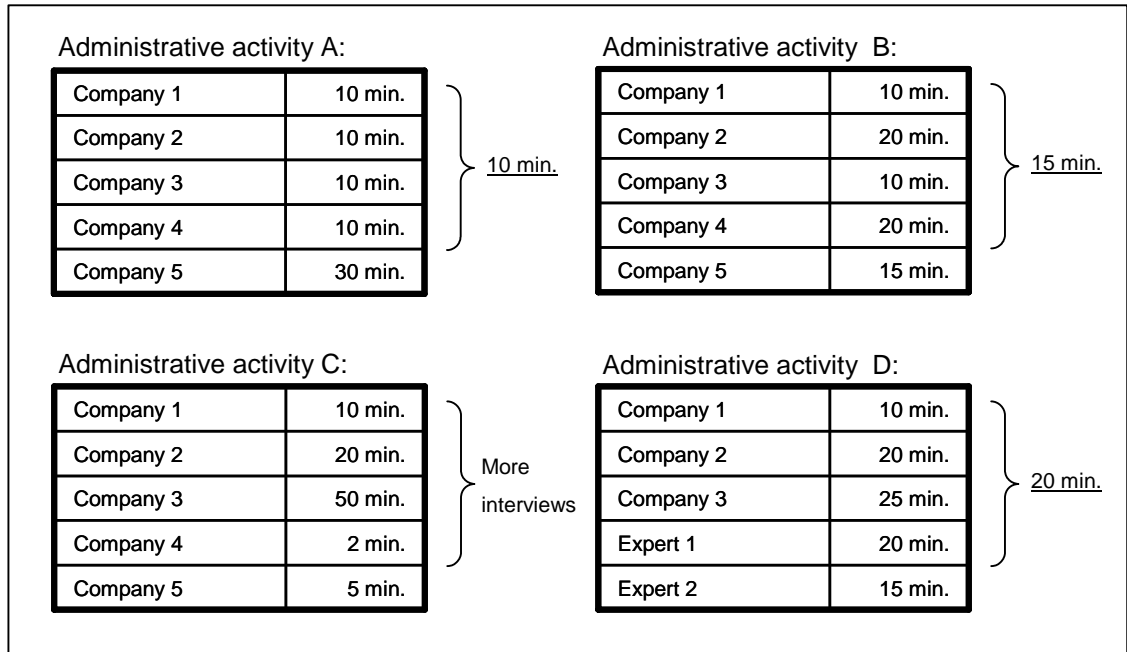 Administrative activity A:
Company 1 10 min.
Company 2 10 min.
Company 3 10 min.
Company 4 10 min.
Company 5 30 min.
10 min.
Administrative activity B:
Company 1 10 min.
Company 2 20 min.
Company 3 10 min.
Company 4 20 min.
Company 5 15 min.
15 min.
Administrative activity C:
Company 1 10 min.
Company 2 20 min.
Company 3 50 min.
Company 4 2 min.
Company 5 5 min.
More
interviews
Administrative activity D:
Company 1 10 min.
Company 2 20 min.
Company 3 25 min.
Expert 1 20 min.
Expert 2 15 min.
20 min.